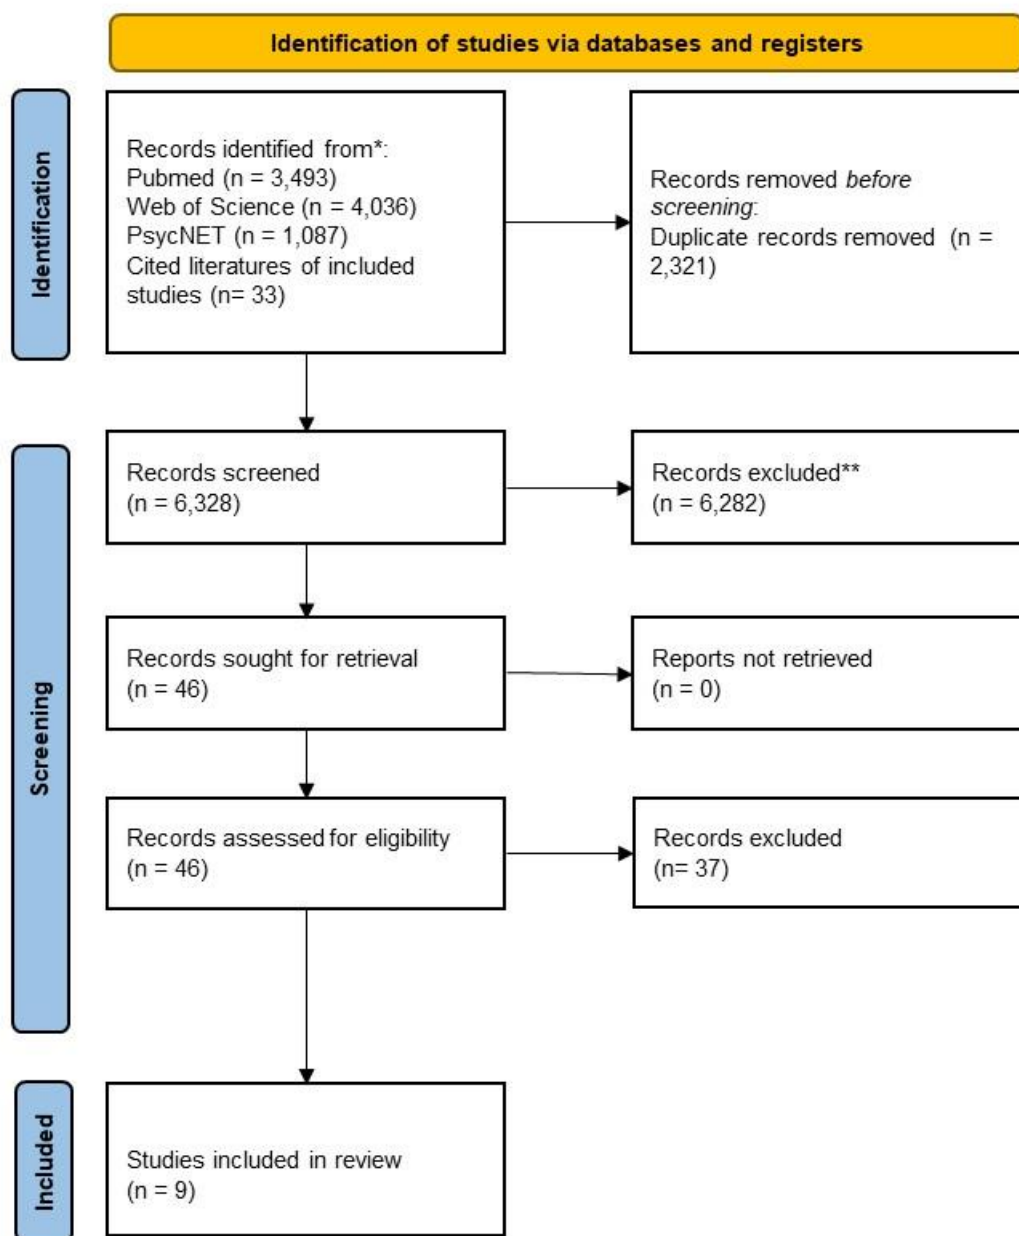 Identification of studies via databases and registers
Identification
Records identified from*:
Pubmed (n = 3,493)
Web of Science (n = 4,036)
PsycNET (n = 1,087)
Cited literatures of included
studies (n= 33)
Records removed before
screening:
Duplicate records removed (n =
2,321)
Screening
Records screened
(n = 6,328)
Records excluded**
(n = 6,282)
Records sought for retrieval
(n = 46)
Reports not retrieved
(n = 0)
Records assessed for eligibility
(n = 46)
Records excluded
(n= 37)
Included
Studies included in review
(n = 9)